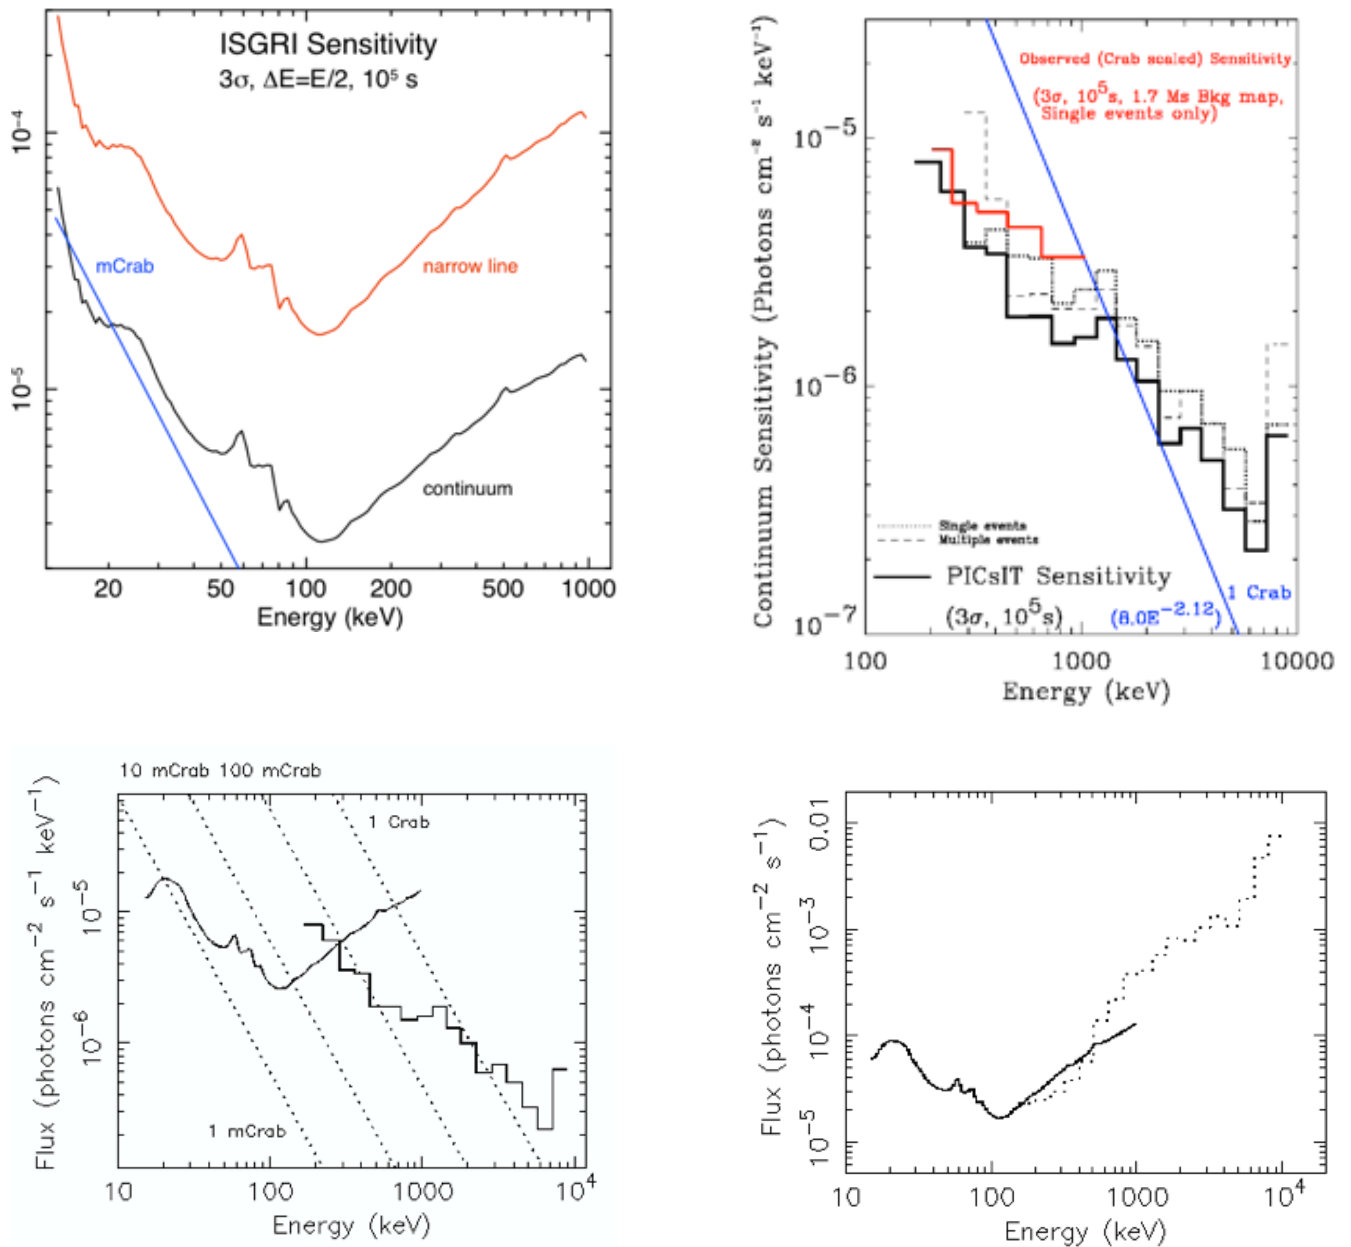 ISGRI Sensitivity
3σ, ΔE=E/2, 10⁵ s
10⁻⁴
10⁻⁵
mCrab
narrow line
continuum
20 50 100 200 500 1000
Energy (keV)
Continuum Sensitivity (Photons cm⁻² s⁻¹ keV⁻¹)
10⁻⁵
10⁻⁶
10⁻⁷
Observed (Crab scaled) Sensitivity
(3σ, 10⁵s, 1.7 Ms Bkg map,
Single events only)
Single events
Multiple events
PICsIT Sensitivity
(3σ, 10⁵s)
1 Crab
(8.0E⁻²·¹²)
100 1000 10000
Energy (keV)
10 mCrab 100 mCrab
Flux (photons cm⁻² s⁻¹ keV⁻¹)
10⁻⁵
10⁻⁶
1 Crab
1 mCrab
10 100 1000 10⁴
Energy (keV)
Flux (photons cm⁻² s⁻¹)
0.01
10⁻³
10⁻⁴
10⁻⁵
10 100 1000 10⁴
Energy (keV)